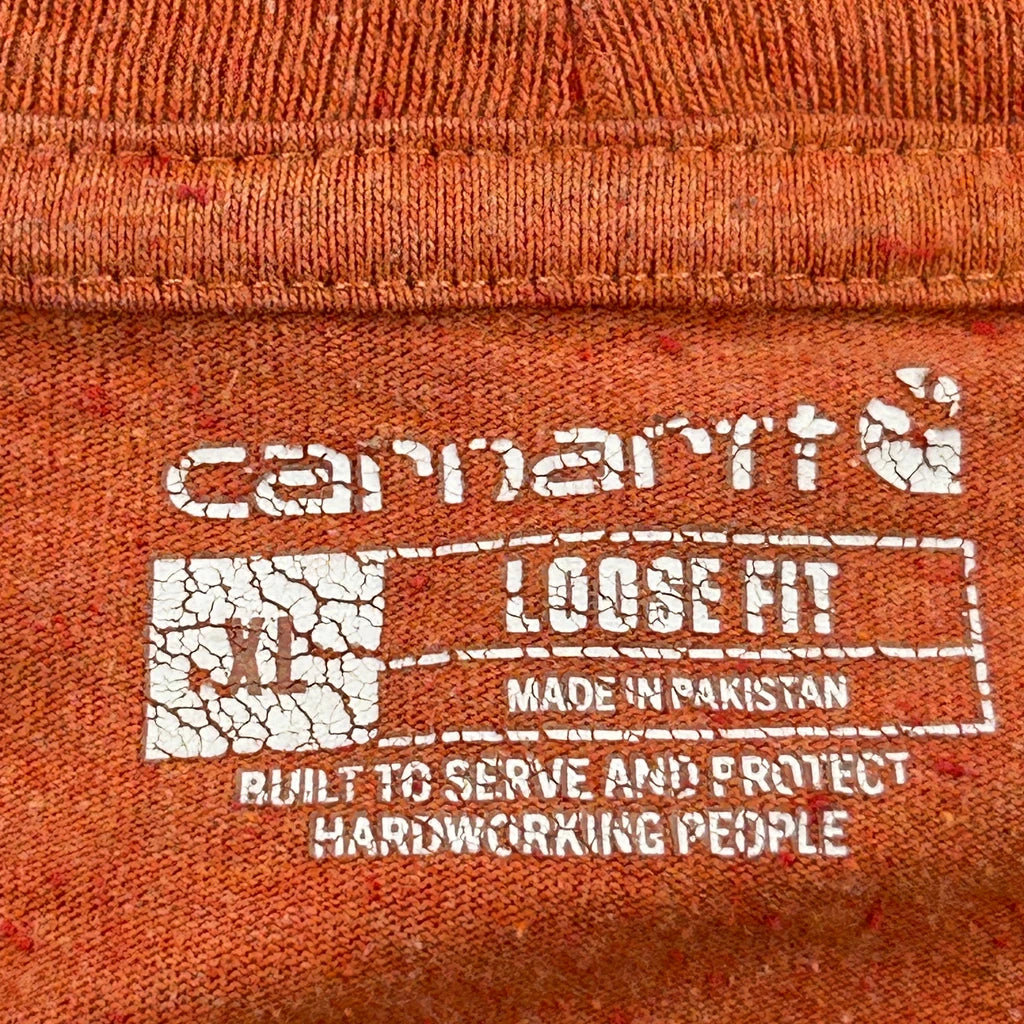 carhartt
XL
LOOSE FIT
MADE IN PAKISTAN
BUILT TO SERVE AND PROTECT
HARDWORKING PEOPLE